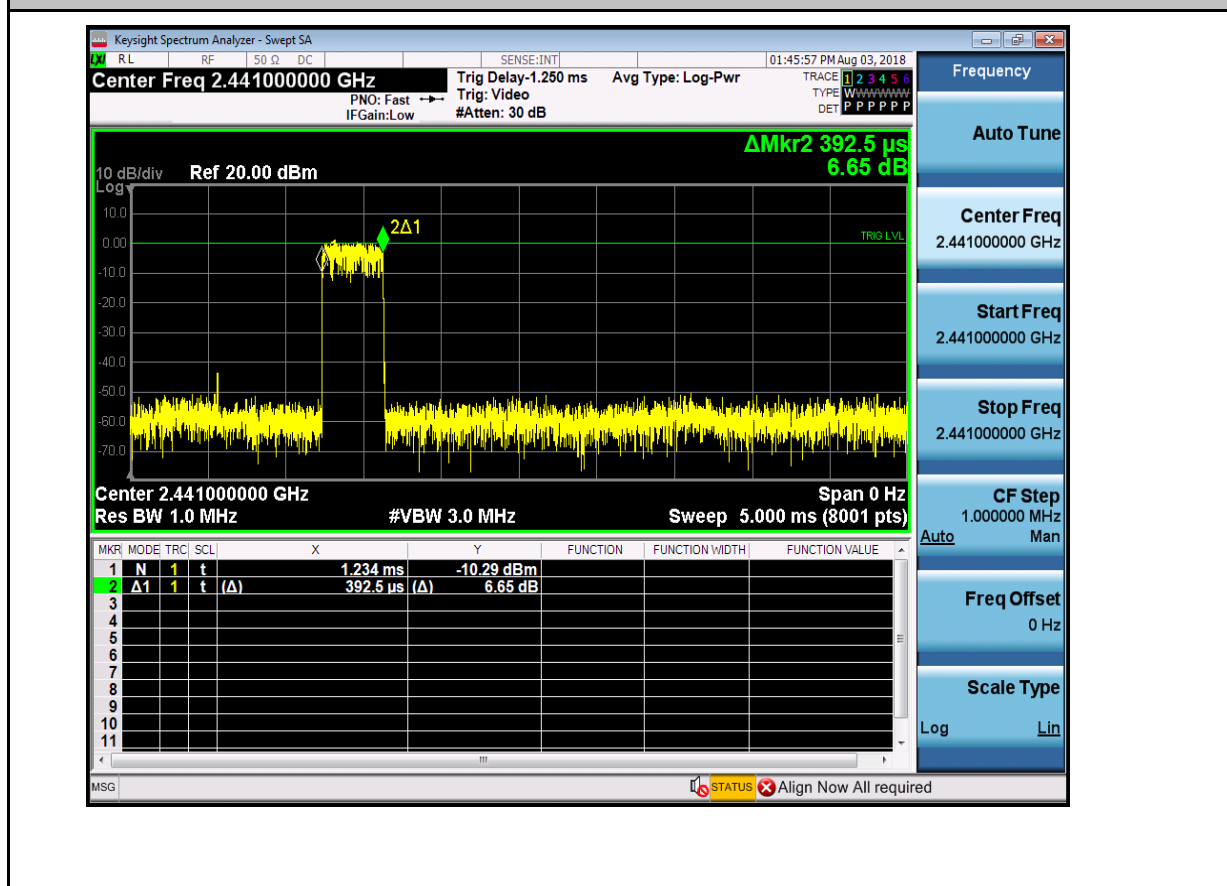 Keysight Spectrum Analyzer - Swept SA
LXI RL RF 50 Ω DC SENSE:INT 01:45:57 PM Aug 03, 2018
Center Freq 2.441000000 GHz Trig Delay-1.250 ms Avg Type: Log-Pwr TRACE 1 2 3 4 5 6
PNO: Fast Trig: Video TYPE WWWWWWW
IFGain:Low #Atten: 30 dB DET P P P P P P
ΔMkr2 392.5 µs
10 dB/div Ref 20.00 dBm 6.65 dB
Log
10.0
2Δ1
0.00 TRIG LVL
-10.0
-20.0
-30.0
-40.0
-50.0
-60.0
-70.0
Center 2.441000000 GHz Span 0 Hz
Res BW 1.0 MHz #VBW 3.0 MHz Sweep 5.000 ms (8001 pts)
MKR MODE TRC SCL X Y FUNCTION FUNCTION WIDTH FUNCTION VALUE
1 N 1 t 1.234 ms -10.29 dBm
2 Δ1 1 t (Δ) 392.5 µs (Δ) 6.65 dB
3
4
5
6
7
8
9
10
11
MSG STATUS Align Now All required
Frequency
Auto Tune
Center Freq
2.441000000 GHz
Start Freq
2.441000000 GHz
Stop Freq
2.441000000 GHz
CF Step
1.000000 MHz
Auto Man
Freq Offset
0 Hz
Scale Type
Log Lin